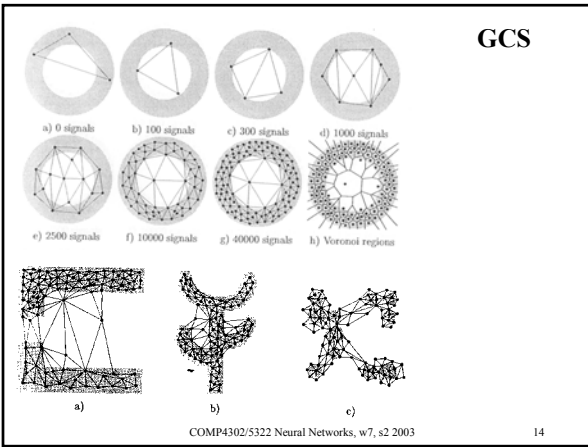 GCS
a) 0 signals b) 100 signals c) 300 signals d) 1000 signals
e) 2500 signals f) 10000 signals g) 40000 signals h) Voronoi regions
a) b) c)
COMP4302/5322 Neural Networks, w7, s2 2003 14